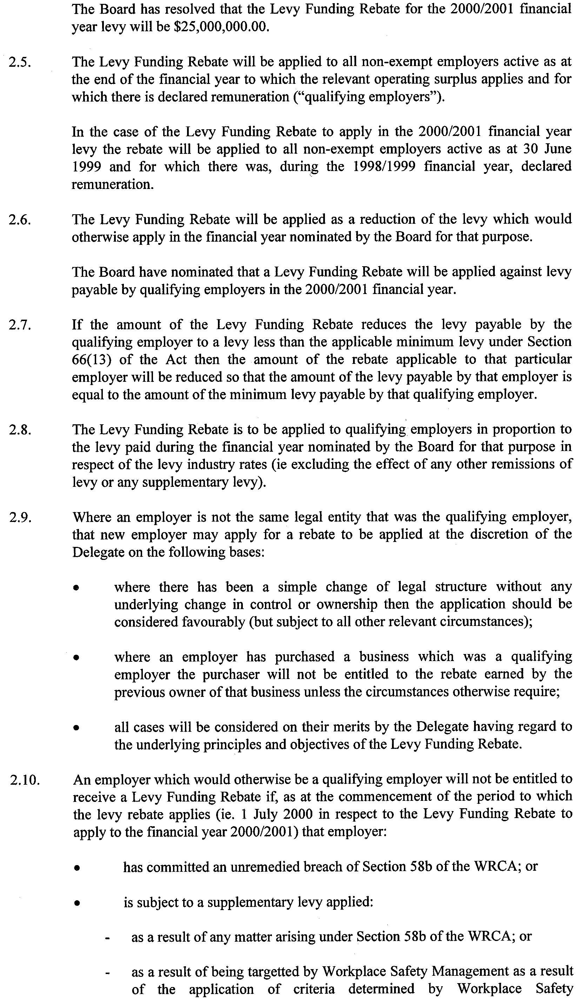 The Board has resolved that the Levy Funding Rebate for the 2000/2001 financial
year levy will be $25,000,000.00.
2.5. The Levy Funding Rebate will be applied to all non-exempt employers active as at
the end of the financial year to which the relevant operating surplus applies and for
which there is declared remuneration (“qualifying employers”).
In the case of the Levy Funding Rebate to apply in the 2000/2001 financial year
levy the rebate will be applied to all non-exempt employers active as at 30 June
1999 and for which there was, during the 1998/1999 financial year, declared
remuneration.
2.6. The Levy Funding Rebate will be applied as a reduction of the levy which would
otherwise apply in the financial year nominated by the Board for that purpose.
The Board have nominated that a Levy Funding Rebate will be applied against levy
payable by qualifying employers in the 2000/2001 financial year.
2.7. If the amount of the Levy Funding Rebate reduces the levy payable by the
qualifying employer to a levy less than the applicable minimum levy under Section
66(13) of the Act then the amount of the rebate applicable to that particular
employer will be reduced so that the amount of the levy payable by that employer is
equal to the amount of the minimum levy payable by that qualifying employer.
2.8. The Levy Funding Rebate is to be applied to qualifying employers in proportion to
the levy paid during the financial year nominated by the Board for that purpose in
respect of the levy industry rates (ie excluding the effect of any other remissions of
levy or any supplementary levy).
2.9. Where an employer is not the same legal entity that was the qualifying employer,
that new employer may apply for a rebate to be applied at the discretion of the
Delegate on the following bases:
• where there has been a simple change of legal structure without any
underlying change in control or ownership then the application should be
considered favourably (but subject to all other relevant circumstances);
• where an employer has purchased a business which was a qualifying
employer the purchaser will not be entitled to the rebate earned by the
previous owner of that business unless the circumstances otherwise require;
• all cases will be considered on their merits by the Delegate having regard to
the underlying principles and objectives of the Levy Funding Rebate.
2.10. An employer which would otherwise be a qualifying employer will not be entitled to
receive a Levy Funding Rebate if, as at the commencement of the period to which
the levy rebate applies (ie. 1 July 2000 in respect to the Levy Funding Rebate to
apply to the financial year 2000/2001) that employer:
• has committed an unremedied breach of Section 58b of the WRCA; or
• is subject to a supplementary levy applied:
- as a result of any matter arising under Section 58b of the WRCA; or
- as a result of being targetted by Workplace Safety Management as a result
of the application of criteria determined by Workplace Safety